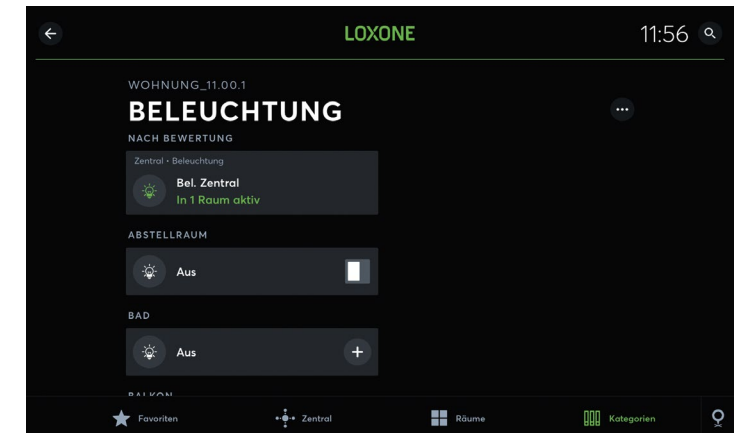 LOXONE
11:56
WOHNUNG_11.00.1
BELEUCHTUNG
NACH BEWERTUNG
Zentral • Beleuchtung
Bel. Zentral
In 1 Raum aktiv
ABSTELLRAUM
Aus
BAD
Aus
BALKON
Favoriten
Zentral
Räume
Kategorien